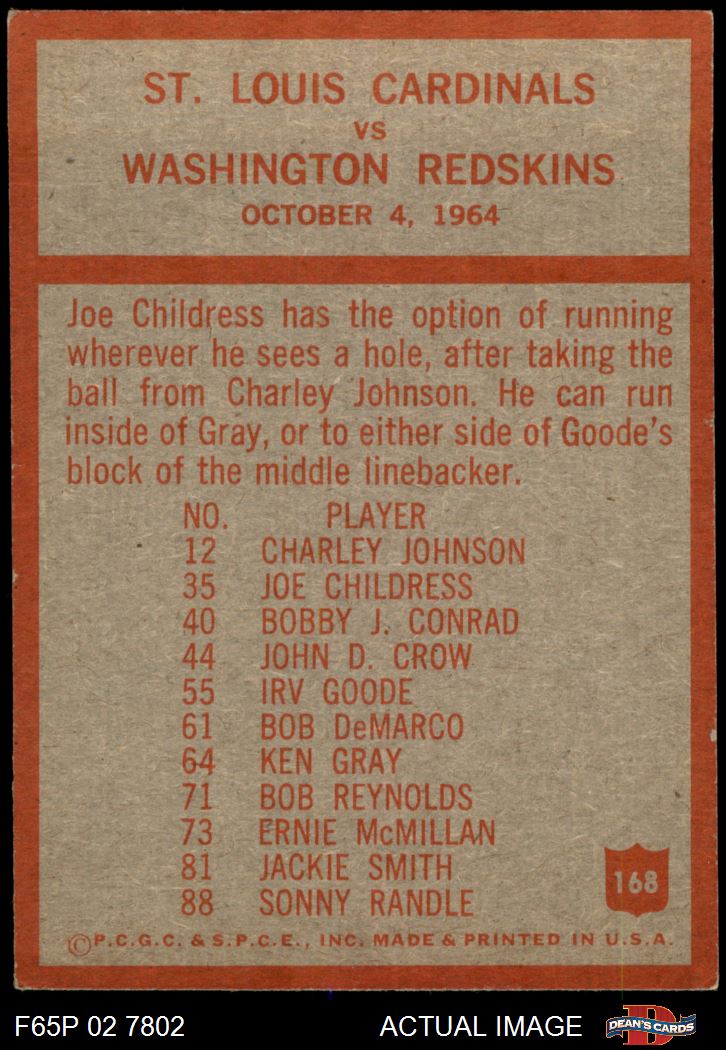 ST. LOUIS CARDINALS
VS
WASHINGTON REDSKINS
OCTOBER 4, 1964
Joe Childress has the option of running
wherever he sees a hole, after taking the
ball from Charley Johnson. He can run
inside of Gray, or to either side of Goode's
block of the middle linebacker.
NO. PLAYER
12 CHARLEY JOHNSON
35 JOE CHILDRESS
40 BOBBY J. CONRAD
44 JOHN D. CROW
55 IRV GOODE
61 BOB DeMARCO
64 KEN GRAY
71 BOB REYNOLDS
73 ERNIE McMILLAN
81 JACKIE SMITH
88 SONNY RANDLE
168
©P.C.G.C. & S.P.C.E., INC. MADE & PRINTED IN U.S.A.
F65P 02 7802 ACTUAL IMAGE
D
DEAN'S CARDS